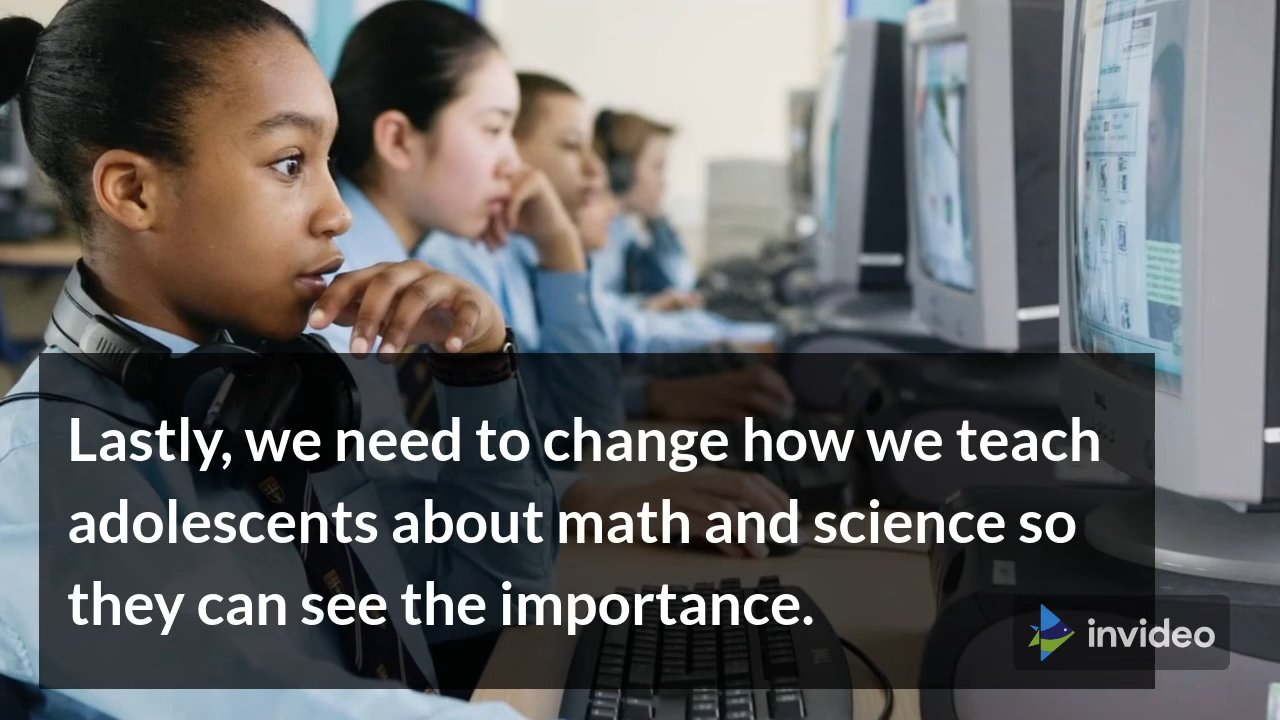 Lastly, we need to change how we teach
adolescents about math and science so
they can see the importance.
invideo